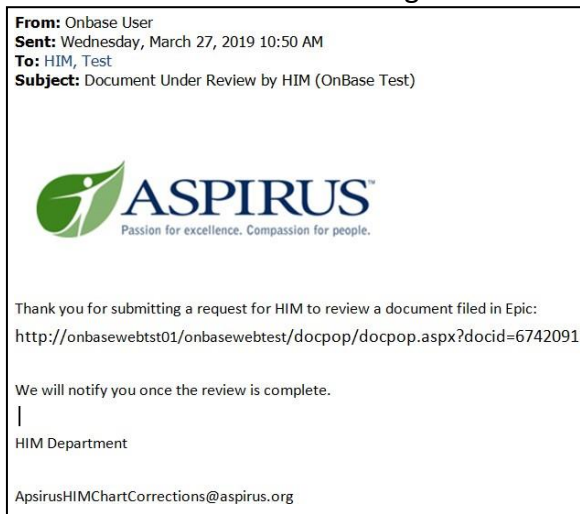 From: Onbase User
Sent: Wednesday, March 27, 2019 10:50 AM
To: HIM, Test
Subject: Document Under Review by HIM (OnBase Test)
ASPIRUS™
Passion for excellence. Compassion for people.
Thank you for submitting a request for HIM to review a document filed in Epic:
http://onbasewebtst01/onbasewebtest/docpop/docpop.aspx?docid=6742091
We will notify you once the review is complete.
HIM Department
ApsirusHIMChartCorrections@aspirus.org